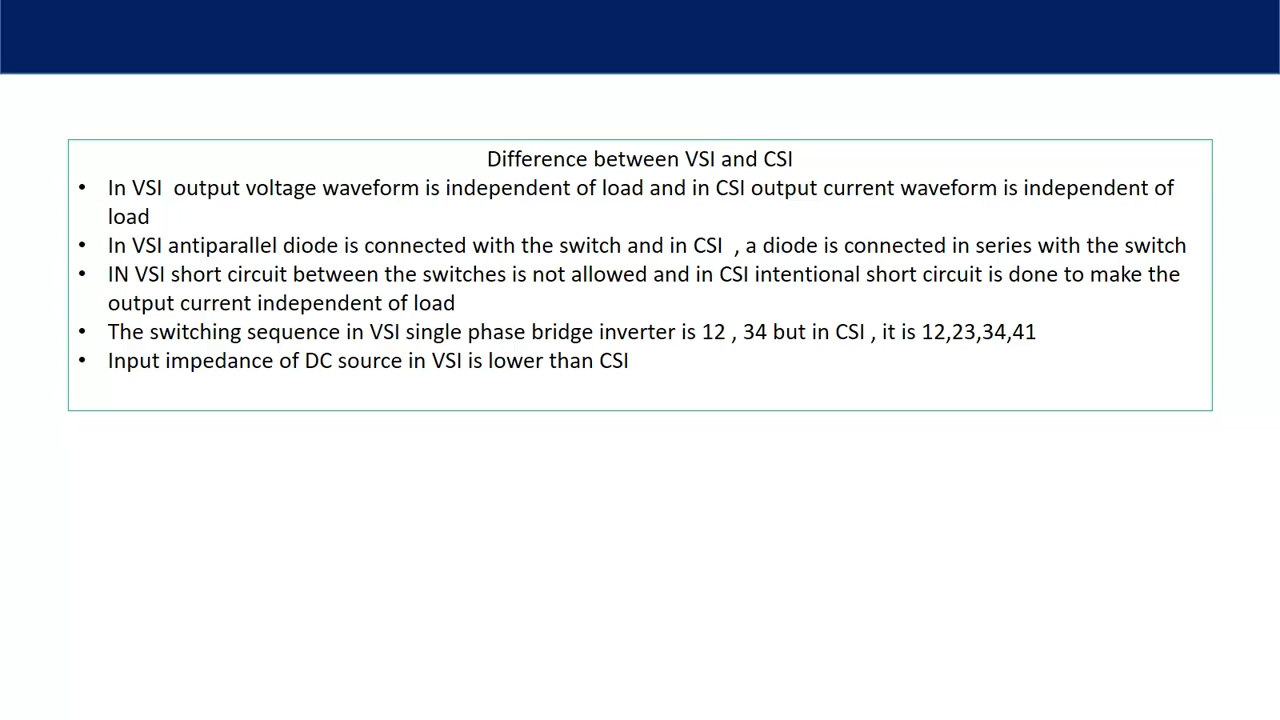 Difference between VSI and CSI
• In VSI  output voltage waveform is independent of load and in CSI output current waveform is independent of
load
• In VSI antiparallel diode is connected with the switch and in CSI  , a diode is connected in series with the switch
• IN VSI short circuit between the switches is not allowed and in CSI intentional short circuit is done to make the
output current independent of load
• The switching sequence in VSI single phase bridge inverter is 12 , 34 but in CSI , it is 12,23,34,41
• Input impedance of DC source in VSI is lower than CSI